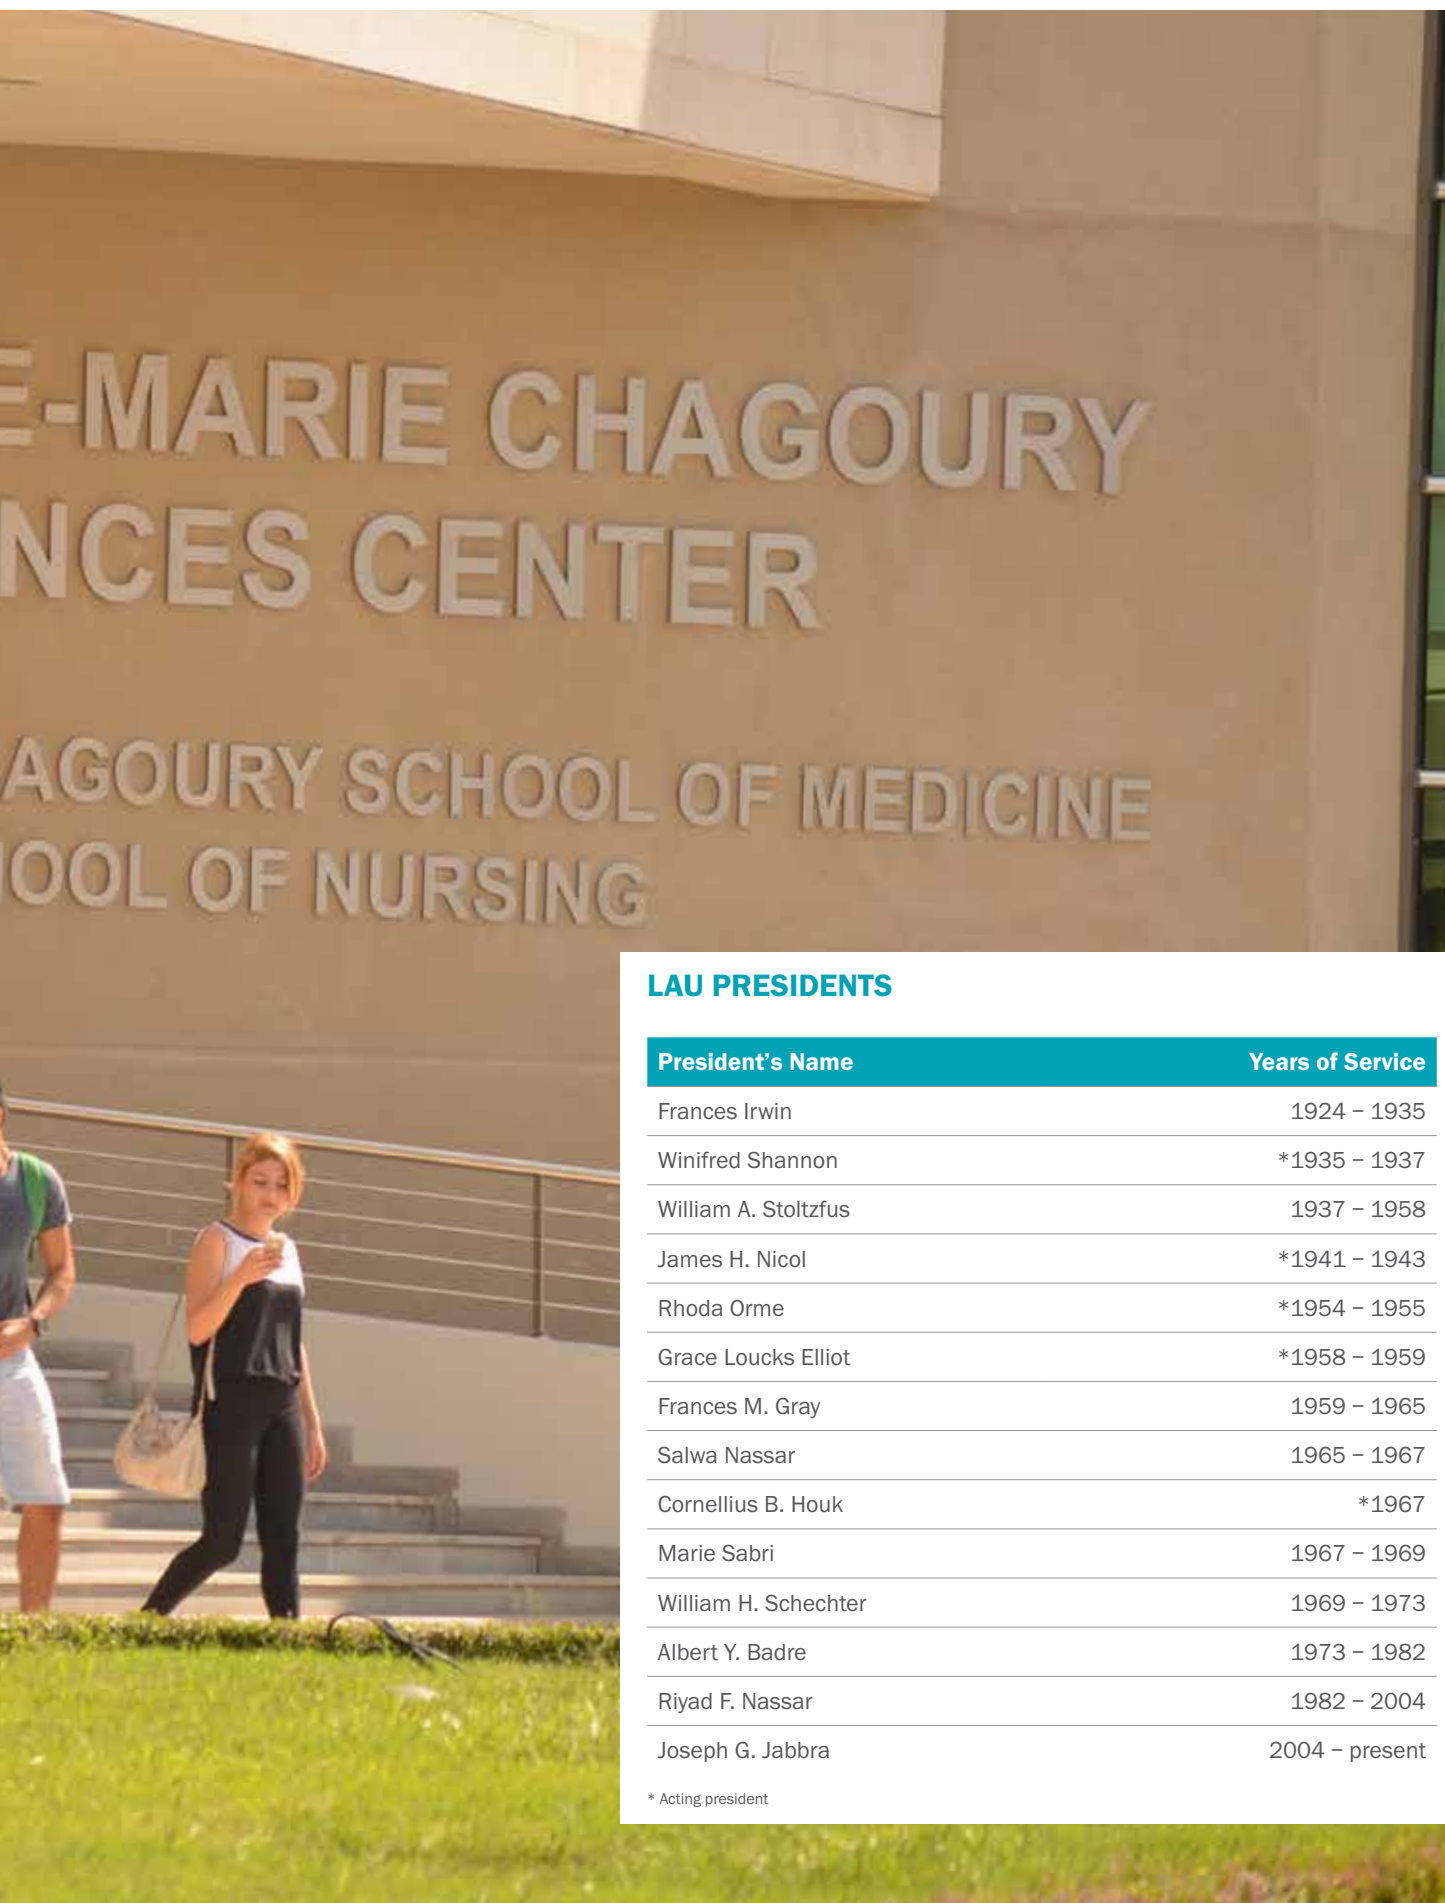 E-MARIE CHAGOURY
NCES CENTER
AGOURY SCHOOL OF MEDICINE
OOL OF NURSING
LAU PRESIDENTS
President’s Name Years of Service
Frances Irwin 1924 – 1935
Winifred Shannon *1935 – 1937
William A. Stoltzfus 1937 – 1958
James H. Nicol *1941 – 1943
Rhoda Orme *1954 – 1955
Grace Loucks Elliot *1958 – 1959
Frances M. Gray 1959 – 1965
Salwa Nassar 1965 – 1967
Cornellius B. Houk *1967
Marie Sabri 1967 – 1969
William H. Schechter 1969 – 1973
Albert Y. Badre 1973 – 1982
Riyad F. Nassar 1982 – 2004
Joseph G. Jabbra 2004 – present
* Acting president